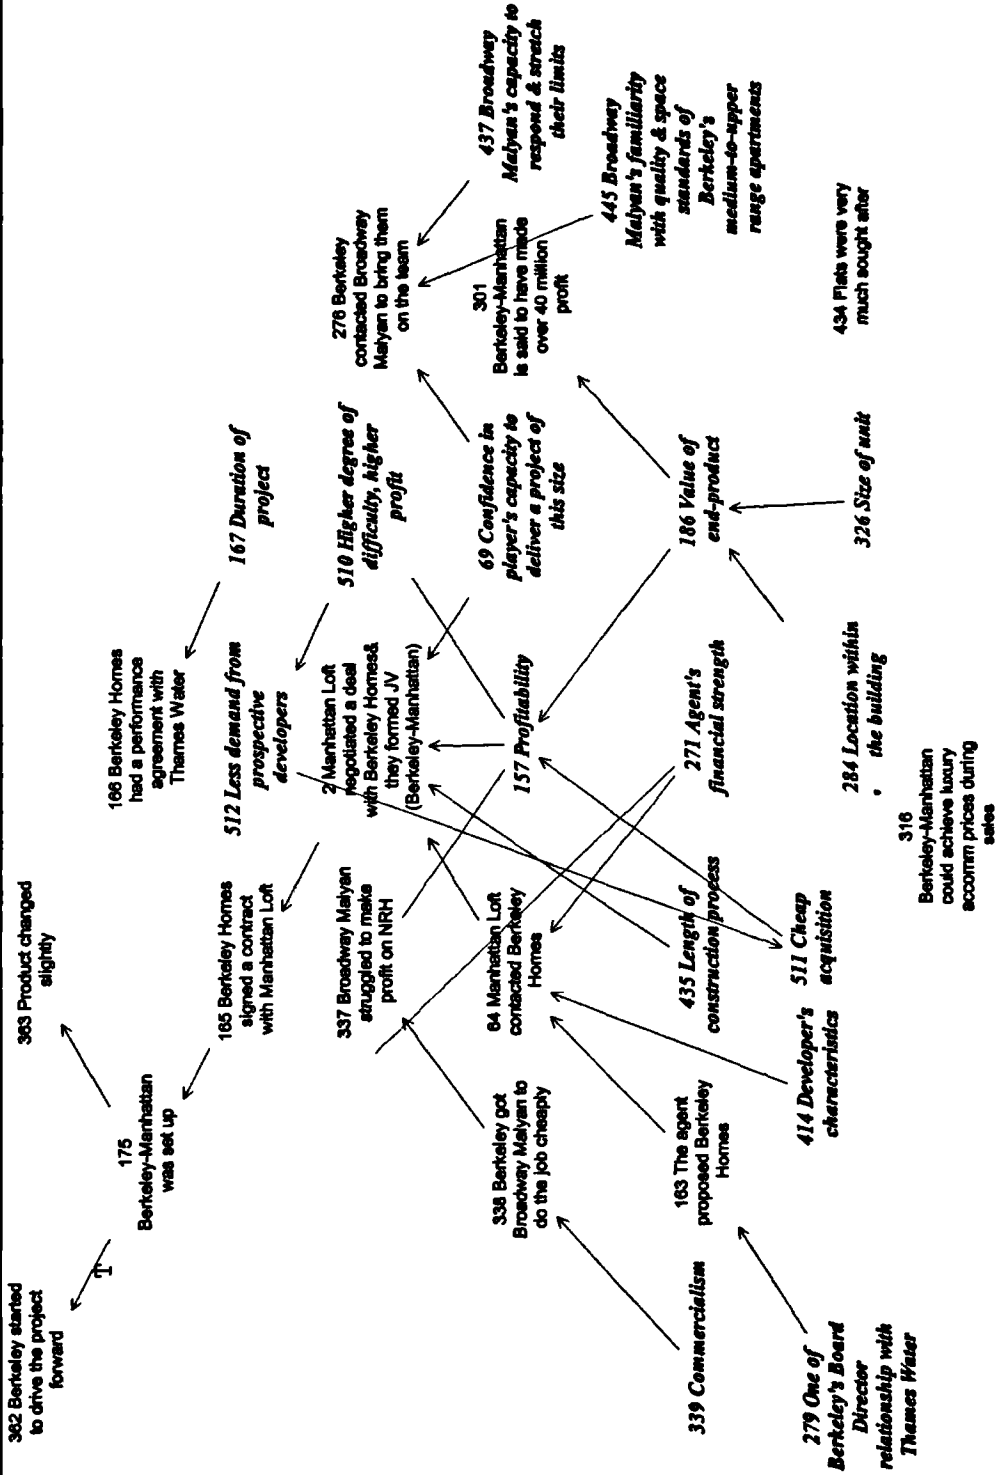 362 Berkeley started
to drive the project
forward
T
175
Berkeley-Manhattan
was set up
363 Product changed
slightly
165 Berkeley Homes
signed a contract
with Manhattan Loft
166 Berkeley Homes
had a performance
agreement with
Thames Water
167 Duration of
project
512 Less demand from
prospective
developers
510 Higher degree of
difficulty, higher
profit
276 Berkeley
contacted Broadway
Malyan to bring them
on the team
437 Broadway
Malyan's capacity to
respond & stretch
their limits
337 Broadway Malyan
struggled to make
profit on NRH
2 Manhattan Loft
negotiated a deal
with Berkeley Homes&
they formed JV
(Berkeley-Manhattan)
69 Confidence in
player's capacity to
deliver a project of
this size
301
Berkeley-Manhattan
is said to have made
over 40 million
profit
445 Broadway
Malyan's familiarity
with quality & space
standards of
Berkeley's
medium-to-upper
range apartments
338 Berkeley got
Broadway Malyan to
do the job cheaply
64 Manhattan Loft
contacted Berkeley
Homes
157 Profitability
339 Commercialism
163 The agent
proposed Berkeley
Homes
435 Length of
construction process
271 Agent's
financial strength
186 Value of
end-product
279 One of
Berkeley's Board
Director
relationship with
Thames Water
414 Developer's
characteristics
511 Cheap
acquisition
284 Location within
the building
326 Size of unit
434 Flats were very
much sought after
316
Berkeley-Manhattan
could achieve luxury
accomm prices during
sales